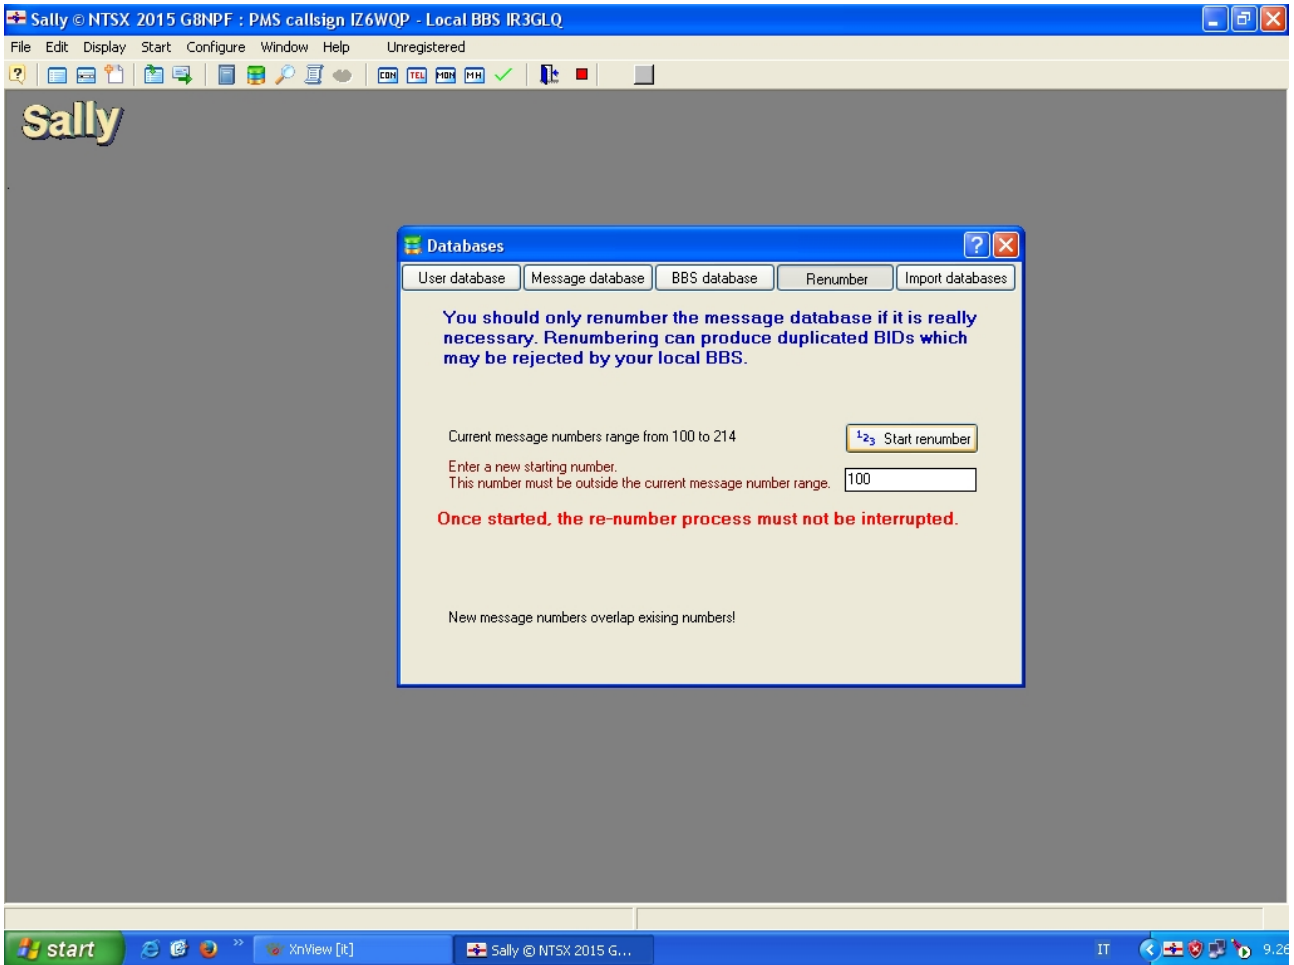 Sally © NTSX 2015 G8NPF : PMS callsign IZ6WQP - Local BBS IR3GLQ
File Edit Display Start Configure Window Help Unregistered
CON TEL MON MH
Sally
Databases
User database Message database BBS database Renumber Import databases
You should only renumber the message database if it is really
necessary. Renumbering can produce duplicated BIDs which
may be rejected by your local BBS.
Current message numbers range from 100 to 214
123 Start renumber
Enter a new starting number.
This number must be outside the current message number range.
100
Once started, the re-number process must not be interrupted.
New message numbers overlap exising numbers!
start XnView [it] Sally © NTSX 2015 G... IT 9.26